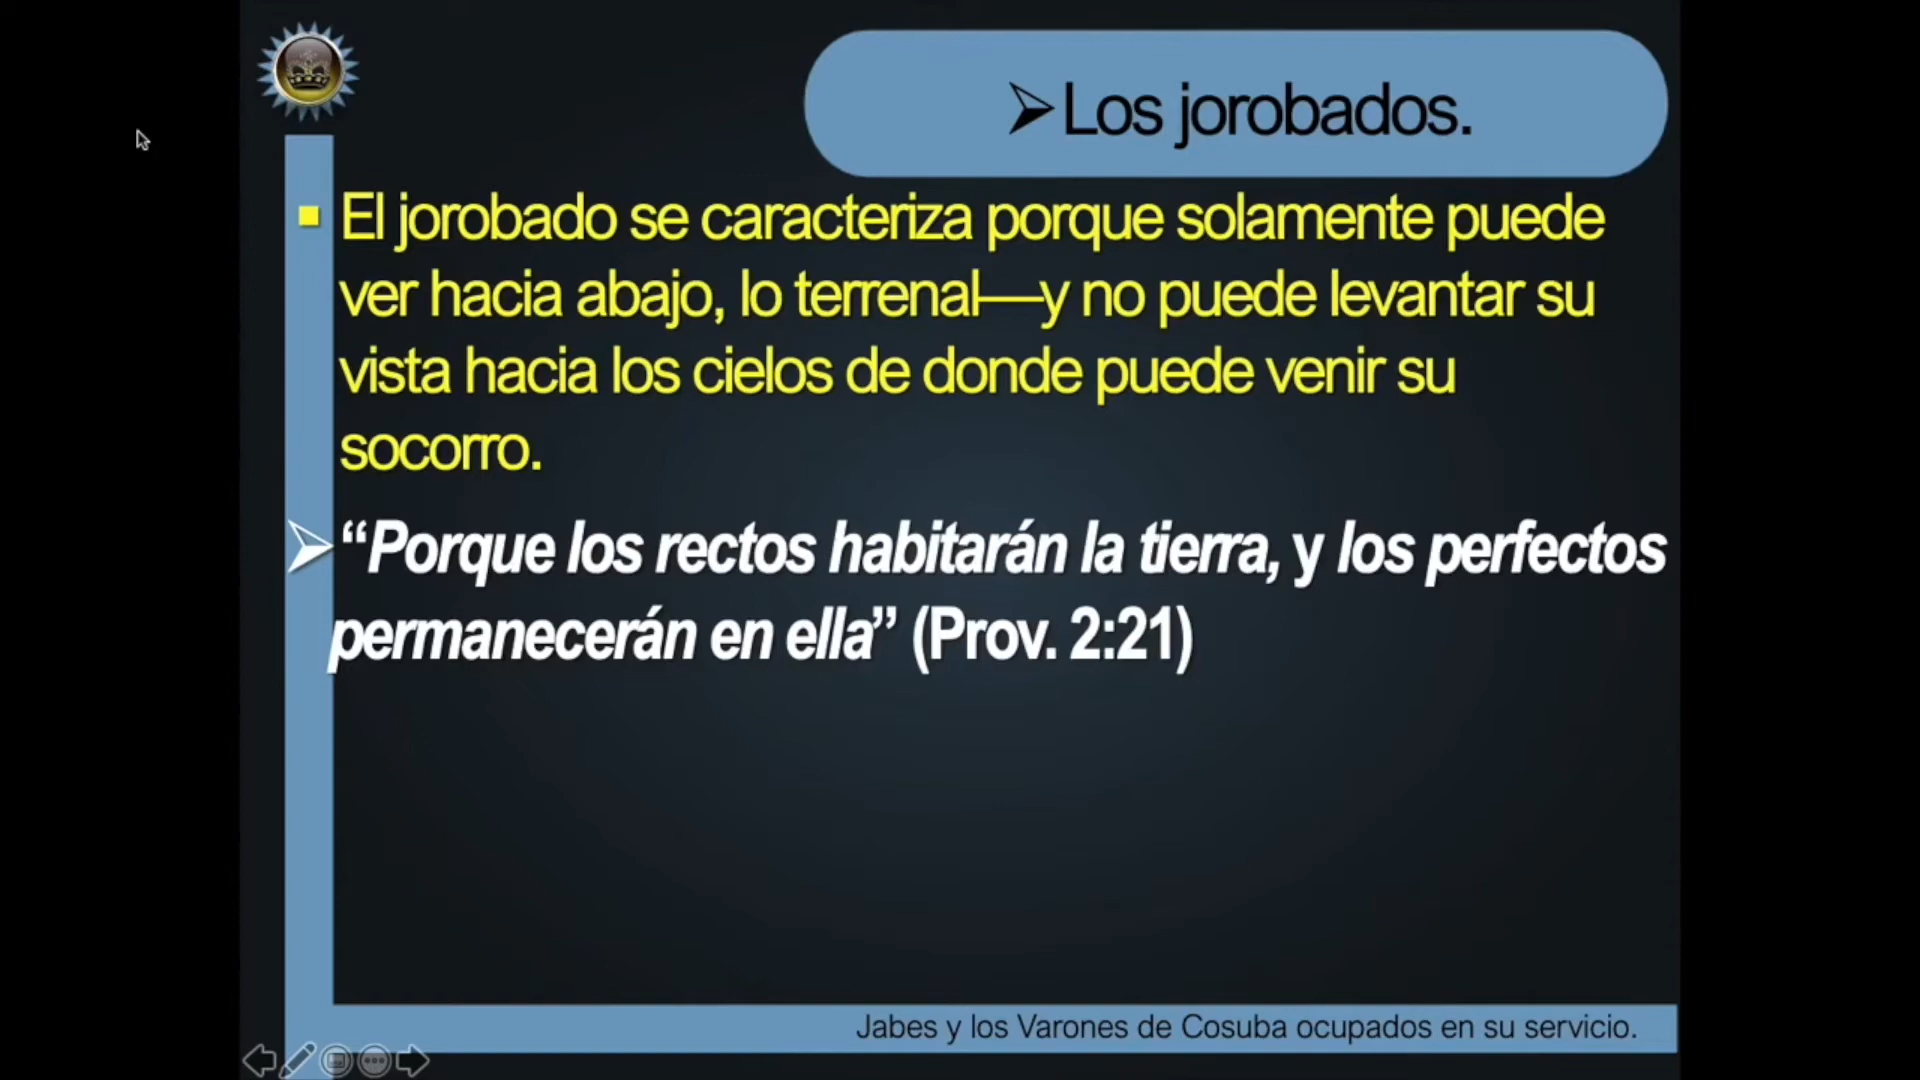 Los jorobados.
El jorobado se caracteriza porque solamente puede
ver hacia abajo, lo terrenal—y no puede levantar su
vista hacia los cielos de donde puede venir su
socorro.
“Porque los rectos habitarán la tierra, y los perfectos
permanecerán en ella” (Prov. 2:21)
Jabes y los Varones de Cosuba ocupados en su servicio.